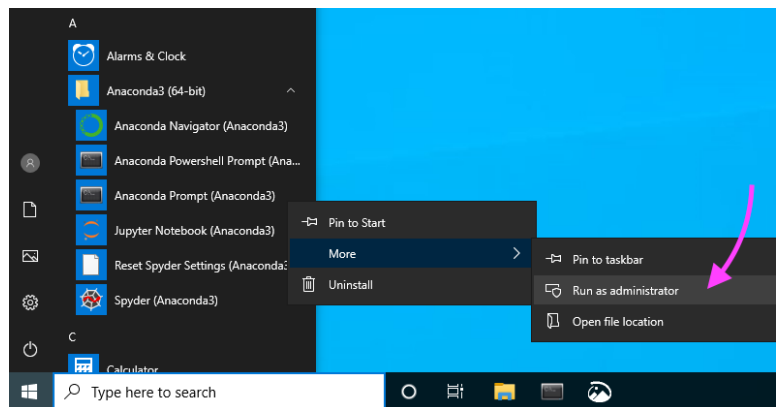 A
Alarms & Clock
Anaconda3 (64-bit)
Anaconda Navigator (Anaconda3)
Anaconda Powershell Prompt (Ana...
Anaconda Prompt (Anaconda3)
Jupyter Notebook (Anaconda3)
Reset Spyder Settings (Anaconda3
Spyder (Anaconda3)
C
Calculator
Pin to Start
More
Uninstall
Pin to taskbar
Run as administrator
Open file location
Type here to search